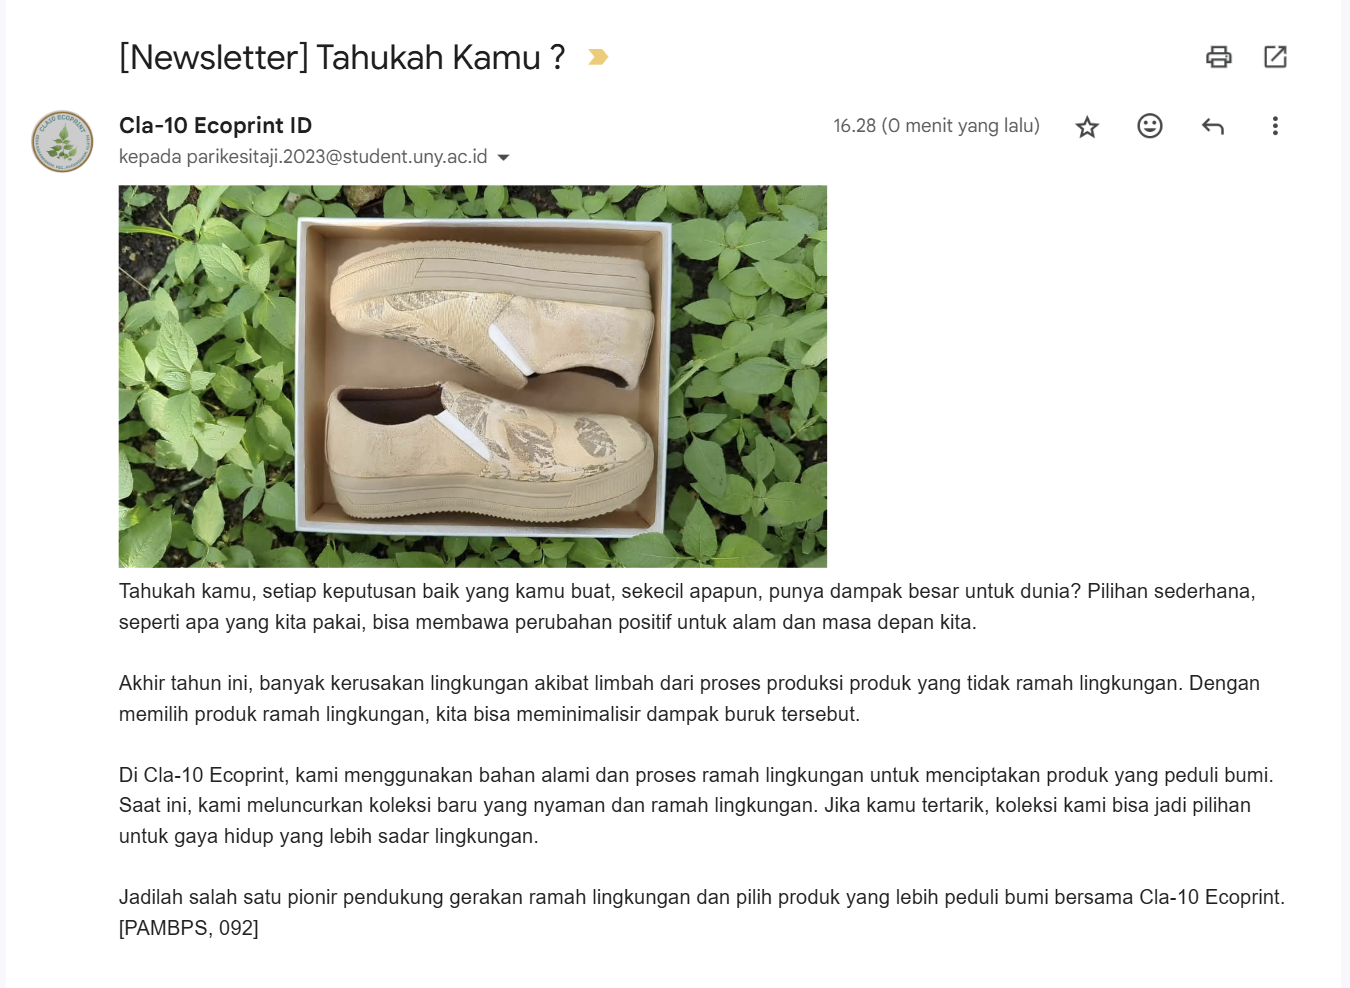 [Newsletter] Tahukah Kamu ?
Cla-10 Ecoprint ID
16.28 (0 menit yang lalu)
kepada parikesitaji.2023@student.uny.ac.id
Tahukah kamu, setiap keputusan baik yang kamu buat, sekecil apapun, punya dampak besar untuk dunia? Pilihan sederhana,
seperti apa yang kita pakai, bisa membawa perubahan positif untuk alam dan masa depan kita.
Akhir tahun ini, banyak kerusakan lingkungan akibat limbah dari proses produksi produk yang tidak ramah lingkungan. Dengan
memilih produk ramah lingkungan, kita bisa meminimalisir dampak buruk tersebut.
Di Cla-10 Ecoprint, kami menggunakan bahan alami dan proses ramah lingkungan untuk menciptakan produk yang peduli bumi.
Saat ini, kami meluncurkan koleksi baru yang nyaman dan ramah lingkungan. Jika kamu tertarik, koleksi kami bisa jadi pilihan
untuk gaya hidup yang lebih sadar lingkungan.
Jadilah salah satu pionir pendukung gerakan ramah lingkungan dan pilih produk yang lebih peduli bumi bersama Cla-10 Ecoprint.
[PAMBPS, 092]